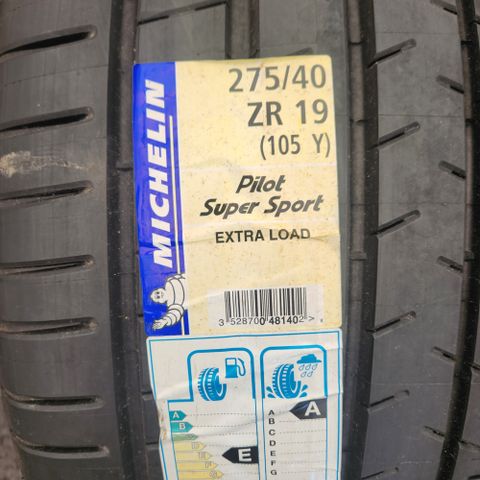 MICHELIN
275/40
ZR 19
(105 Y)
Pilot
Super Sport
EXTRA LOAD
3 528700 481402 >
A
B
C
D
E
A
B
C
D
E
A
E